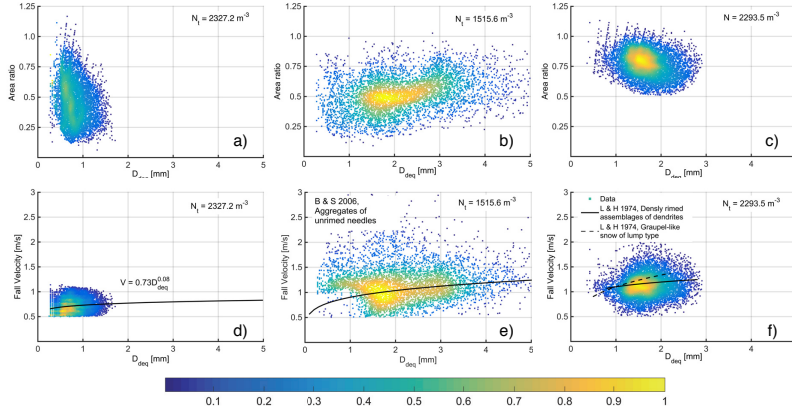 N_t = 2327.2 m^-3
1.25
1.00
0.75
0.5
0.25
Area ratio
a)
0 1 2 3 4 5
D_deq [mm]
N_t = 1515.6 m^-3
1.25
1.00
0.75
0.5
0.25
Area ratio
b)
0 1 2 3 4 5
D_deq [mm]
N = 2293.5 m^-3
1.25
1.00
0.75
0.5
0.25
Area ratio
c)
0 1 2 3 4 5
D_deq [mm]
N_t = 2327.2 m^-3
3
2.5
2
1.5
1
0.5
Fall Velocity [m/s]
V = 0.73D_deq^0.08
d)
0 1 2 3 4 5
D_deq [mm]
B & S 2006,
Aggregates of
unrimed needles
N_t = 1515.6 m^-3
3
2.5
2
1.5
1
0.5
Fall Velocity [m/s]
e)
0 1 2 3 4 5
D_deq [mm]
N_t = 2293.5 m^-3
Data
L & H 1974, Densly rimed
assemblages of dendrites
L & H 1974, Graupel-like
snow of lump type
3
2.5
2
1.5
1
0.5
Fall Velocity [m/s]
f)
0 1 2 3 4 5
D_deq [mm]
0.1 0.2 0.3 0.4 0.5 0.6 0.7 0.8 0.9 1